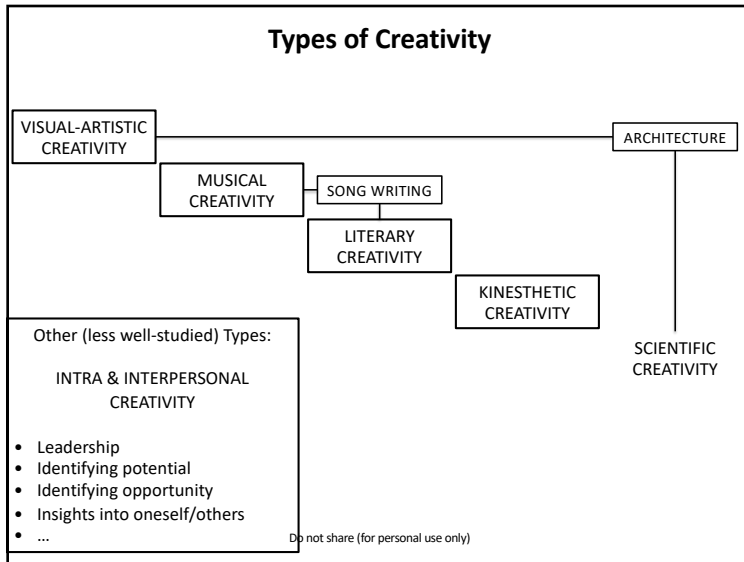 Types of Creativity
VISUAL-ARTISTIC
CREATIVITY
ARCHITECTURE
MUSICAL
CREATIVITY
SONG WRITING
LITERARY
CREATIVITY
KINESTHETIC
CREATIVITY
SCIENTIFIC
CREATIVITY
Other (less well-studied) Types:
INTRA & INTERPERSONAL
CREATIVITY
• Leadership
• Identifying potential
• Identifying opportunity
• Insights into oneself/others
• ...
Do not share (for personal use only)